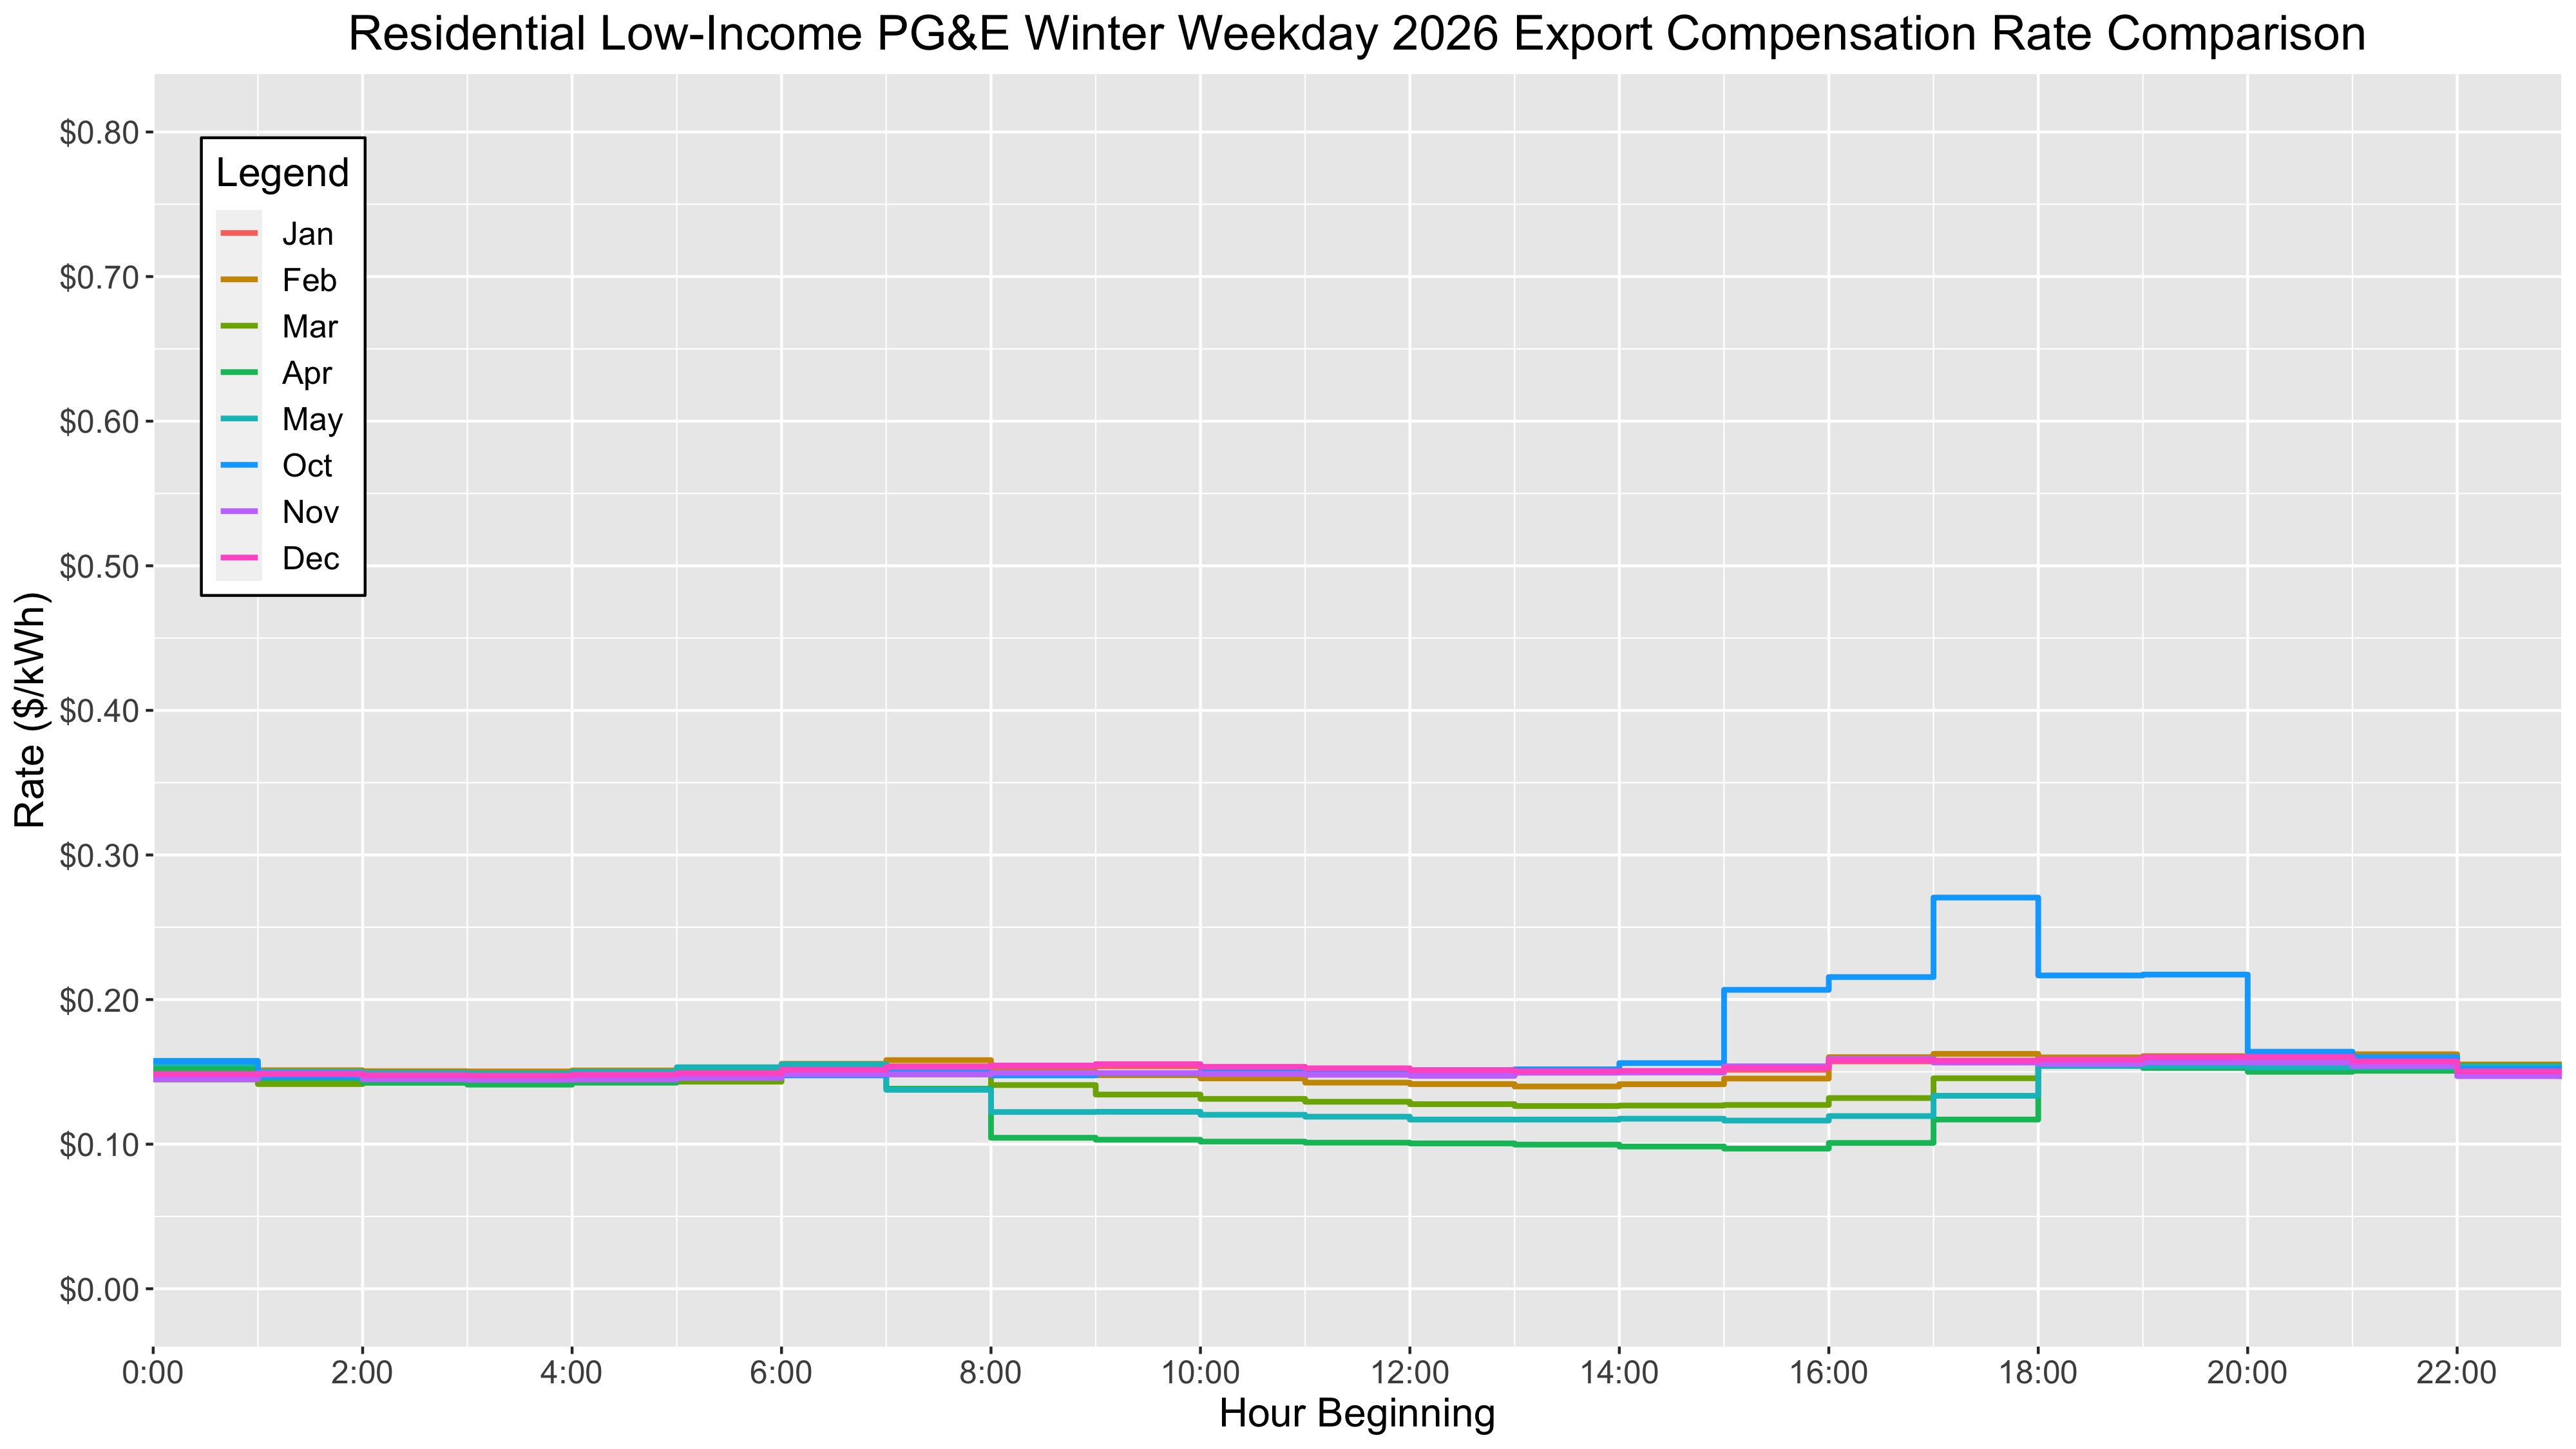 Residential Low-Income PG&E Winter Weekday 2026 Export Compensation Rate Comparison
Rate ($/kWh)
$0.80
$0.70
$0.60
$0.50
$0.40
$0.30
$0.20
$0.10
$0.00
Legend
Jan
Feb
Mar
Apr
May
Oct
Nov
Dec
0:00 2:00 4:00 6:00 8:00 10:00 12:00 14:00 16:00 18:00 20:00 22:00
Hour Beginning